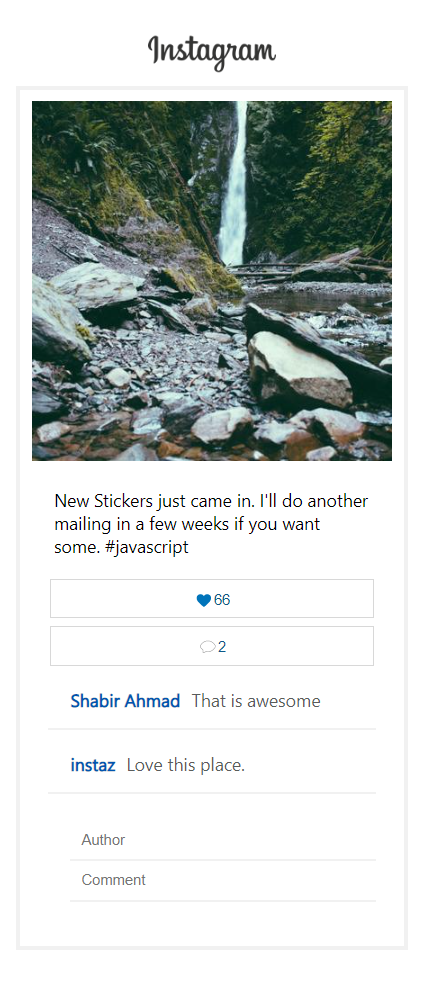 Instagram
New Stickers just came in. I'll do another
mailing in a few weeks if you want
some. #javascript
66
2
Shabir Ahmad That is awesome
instaz Love this place.
Author
Comment